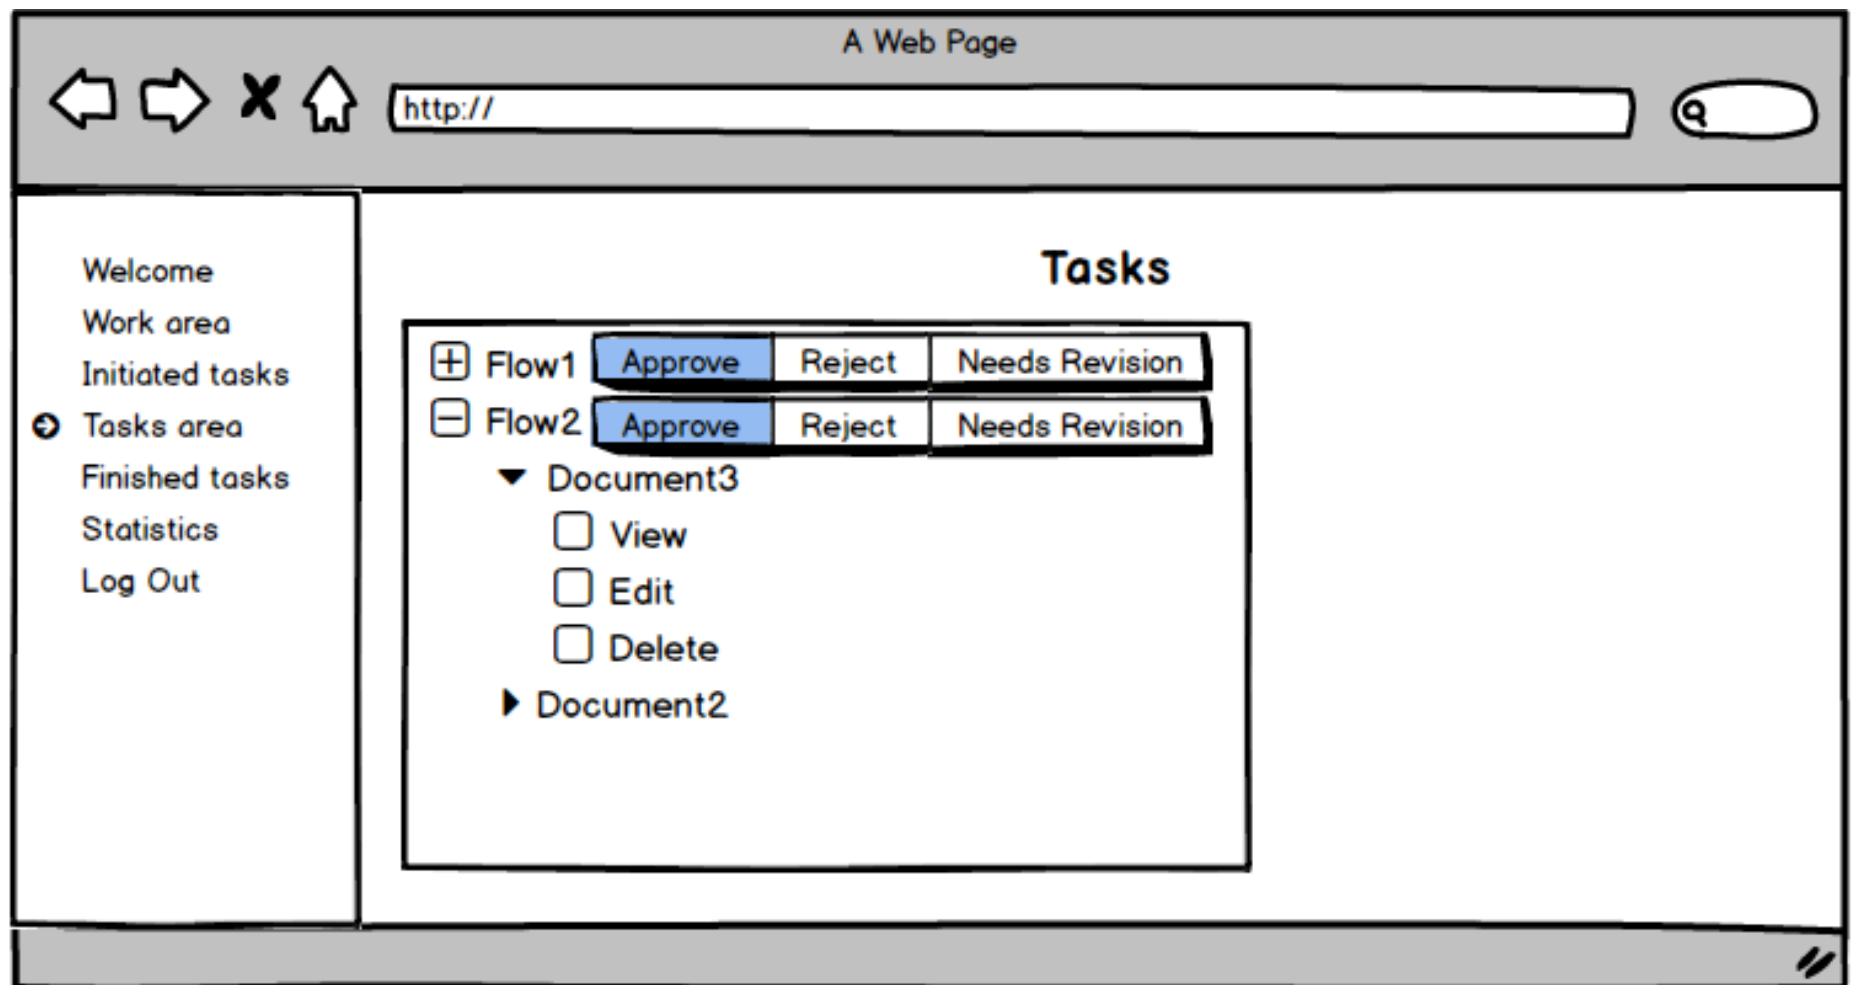 A Web Page
http://
Welcome
Work area
Initiated tasks
Tasks area
Finished tasks
Statistics
Log Out
Tasks
Flow1 Approve Reject Needs Revision
Flow2 Approve Reject Needs Revision
Document3
View
Edit
Delete
Document2